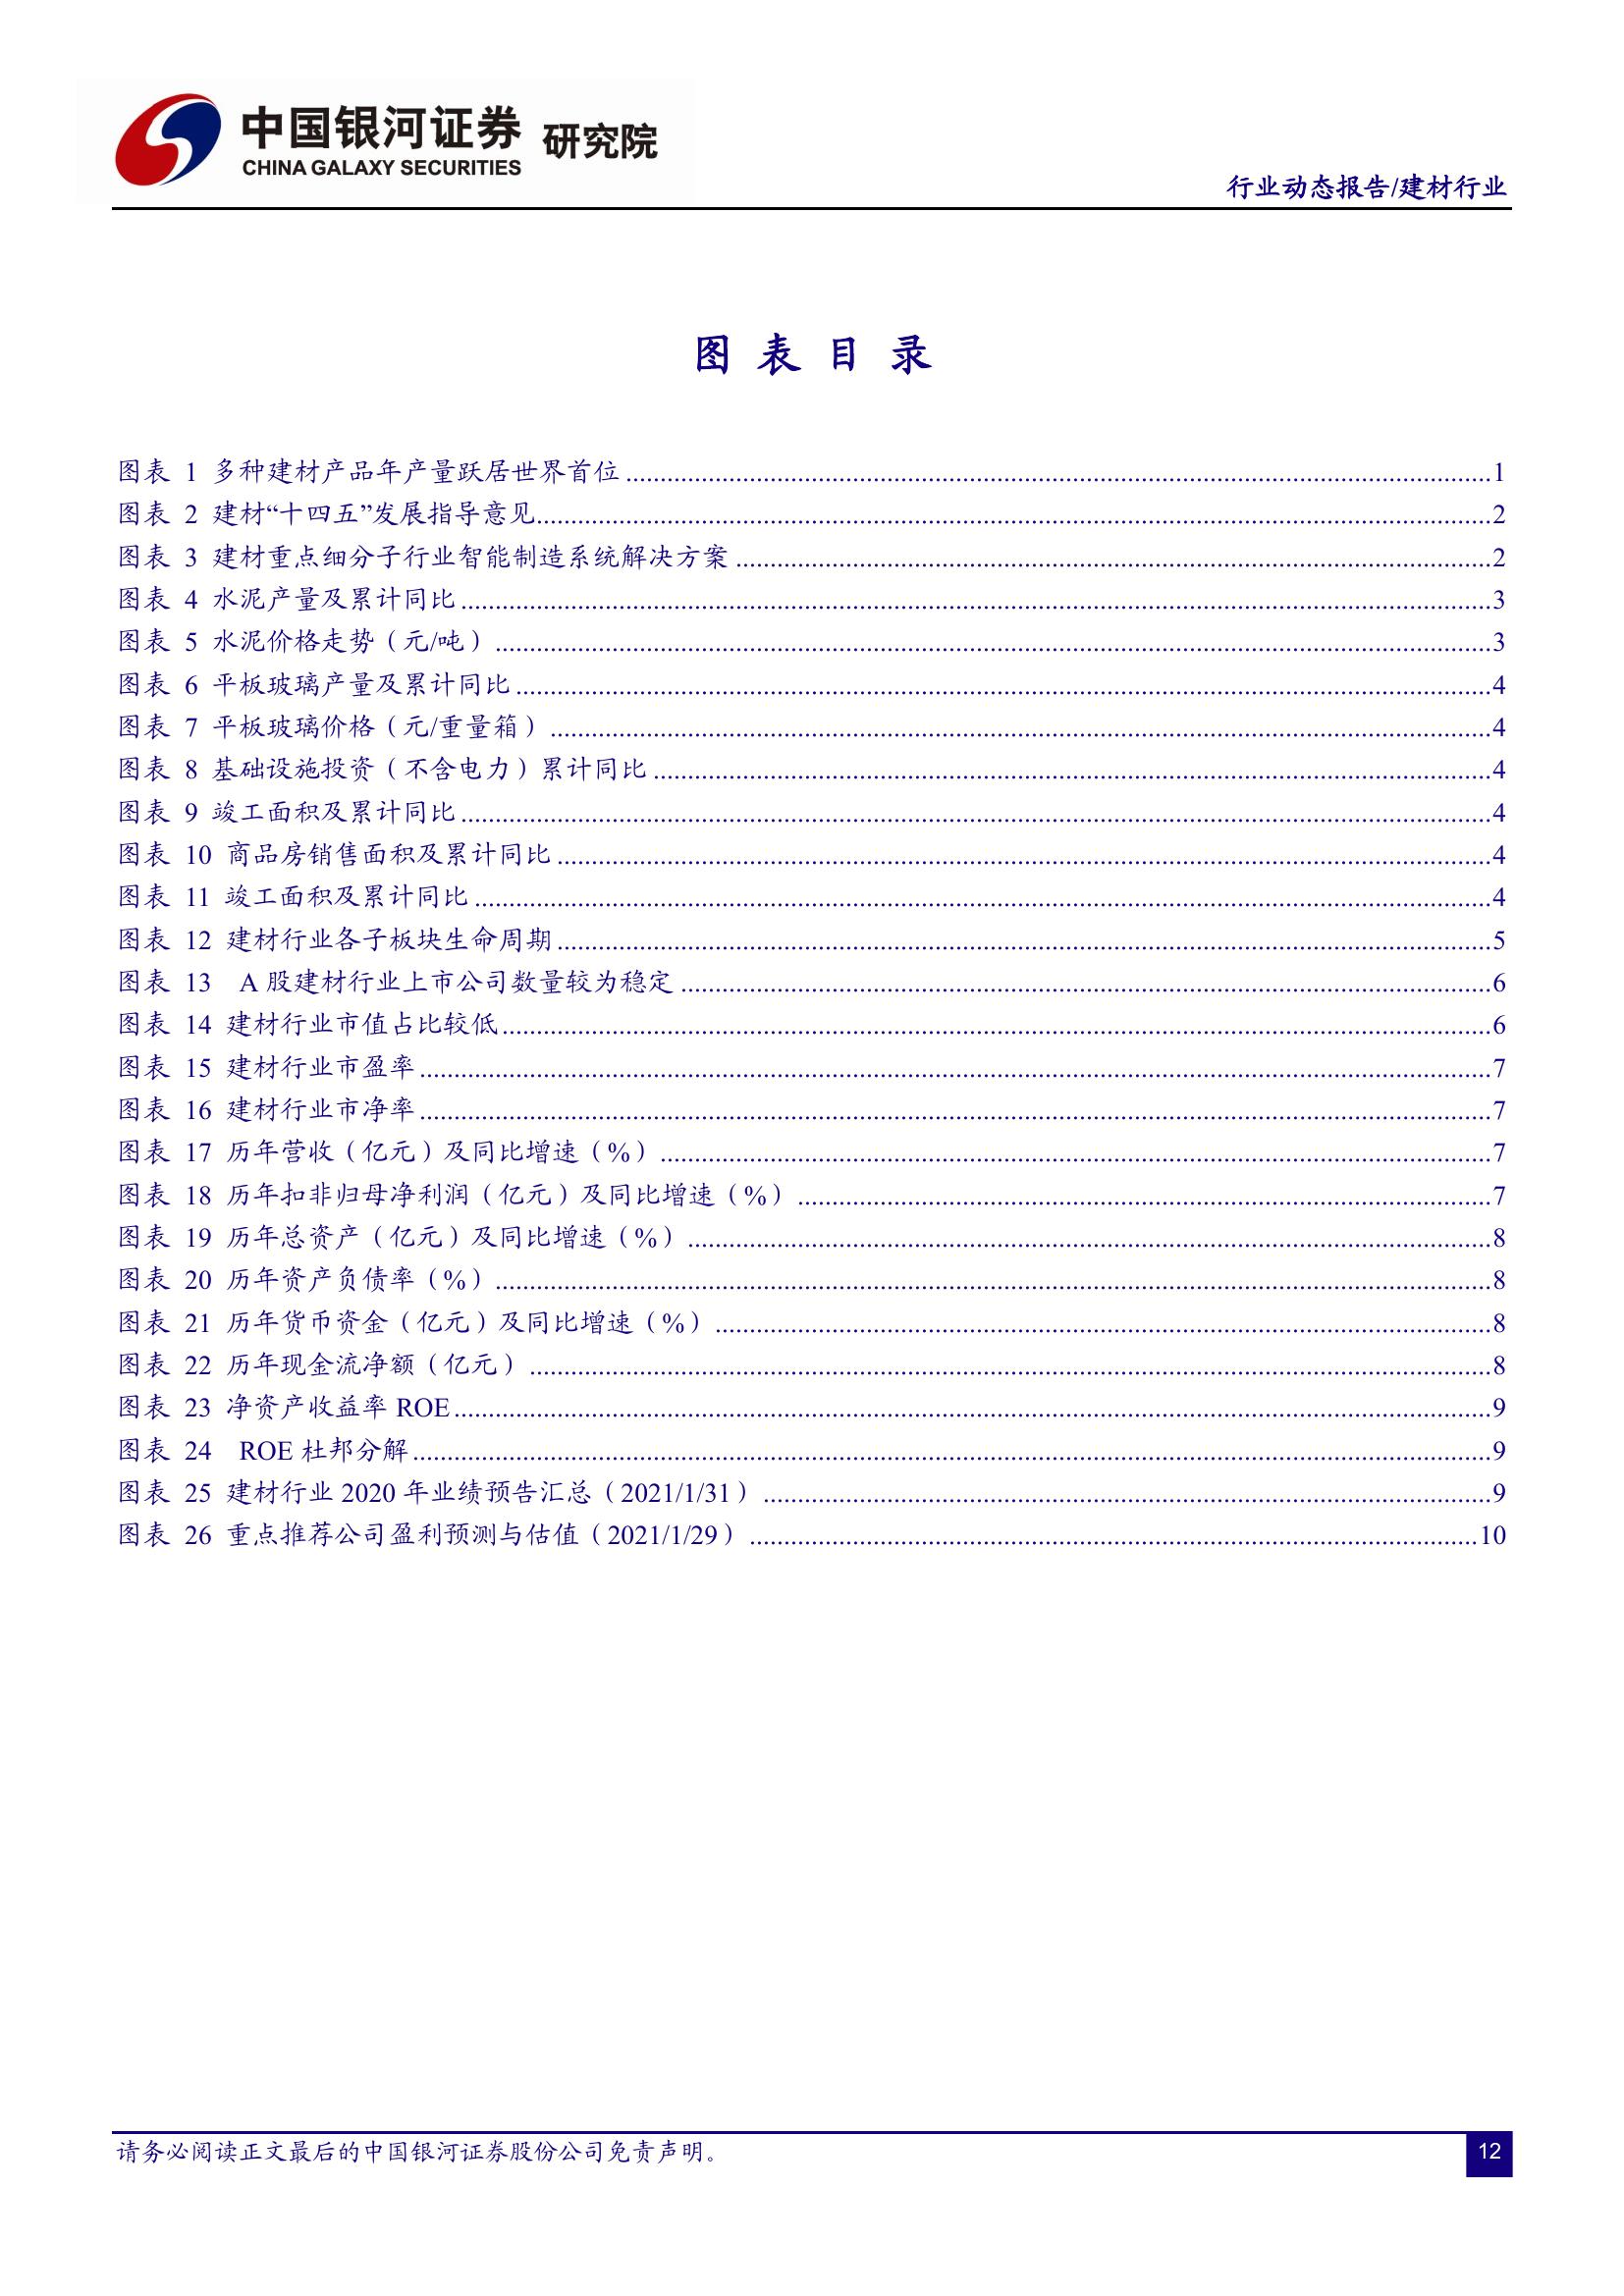 中国银河证券 研究院
CHINA GALAXY SECURITIES
行业动态报告/建材行业
图 表 目 录
图表 1 多种建材产品年产量跃居世界首位 ........ 1
图表 2 建材“十四五”发展指导意见 ........ 2
图表 3 建材重点细分子行业智能制造系统解决方案 ........ 2
图表 4 水泥产量及累计同比 ........ 3
图表 5 水泥价格走势（元/吨） ........ 3
图表 6 平板玻璃产量及累计同比 ........ 4
图表 7 平板玻璃价格（元/重量箱） ........ 4
图表 8 基础设施投资（不含电力）累计同比 ........ 4
图表 9 竣工面积及累计同比 ........ 4
图表 10 商品房销售面积及累计同比 ........ 4
图表 11 竣工面积及累计同比 ........ 4
图表 12 建材行业各子板块生命周期 ........ 5
图表 13 A 股建材行业上市公司数量较为稳定 ........ 6
图表 14 建材行业市值占比较低 ........ 6
图表 15 建材行业市盈率 ........ 7
图表 16 建材行业市净率 ........ 7
图表 17 历年营收（亿元）及同比增速（%） ........ 7
图表 18 历年扣非归母净利润（亿元）及同比增速（%） ........ 7
图表 19 历年总资产（亿元）及同比增速（%） ........ 8
图表 20 历年资产负债率（%） ........ 8
图表 21 历年货币资金（亿元）及同比增速（%） ........ 8
图表 22 历年现金流净额（亿元） ........ 8
图表 23 净资产收益率 ROE ........ 9
图表 24 ROE 杜邦分解 ........ 9
图表 25 建材行业 2020 年业绩预告汇总（2021/1/31） ........ 9
图表 26 重点推荐公司盈利预测与估值（2021/1/29） ........ 10
请务必阅读正文最后的中国银河证券股份公司免责声明。
12